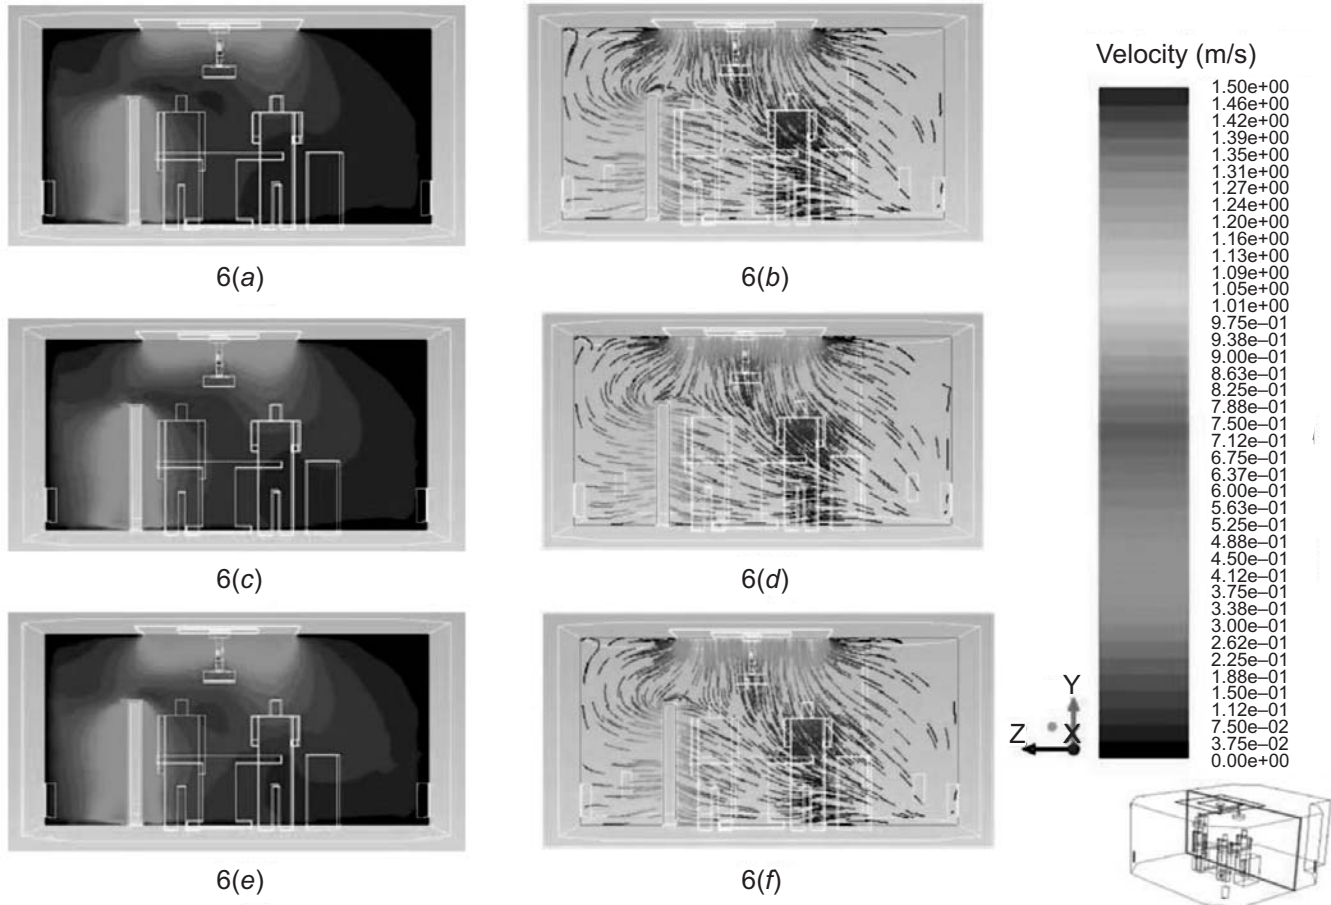 6(a)
6(b)
6(c)
6(d)
6(e)
6(f)
Velocity (m/s)
1.50e+00
1.46e+00
1.42e+00
1.39e+00
1.35e+00
1.31e+00
1.27e+00
1.24e+00
1.20e+00
1.16e+00
1.13e+00
1.09e+00
1.05e+00
1.01e+00
9.75e–01
9.38e–01
9.00e–01
8.63e–01
8.25e–01
7.88e–01
7.50e–01
7.12e–01
6.75e–01
6.37e–01
6.00e–01
5.63e–01
5.25e–01
4.88e–01
4.50e–01
4.12e–01
3.75e–01
3.38e–01
3.00e–01
2.62e–01
2.25e–01
1.88e–01
1.50e–01
1.12e–01
7.50e–02
3.75e–02
0.00e+00
Y
Z
X